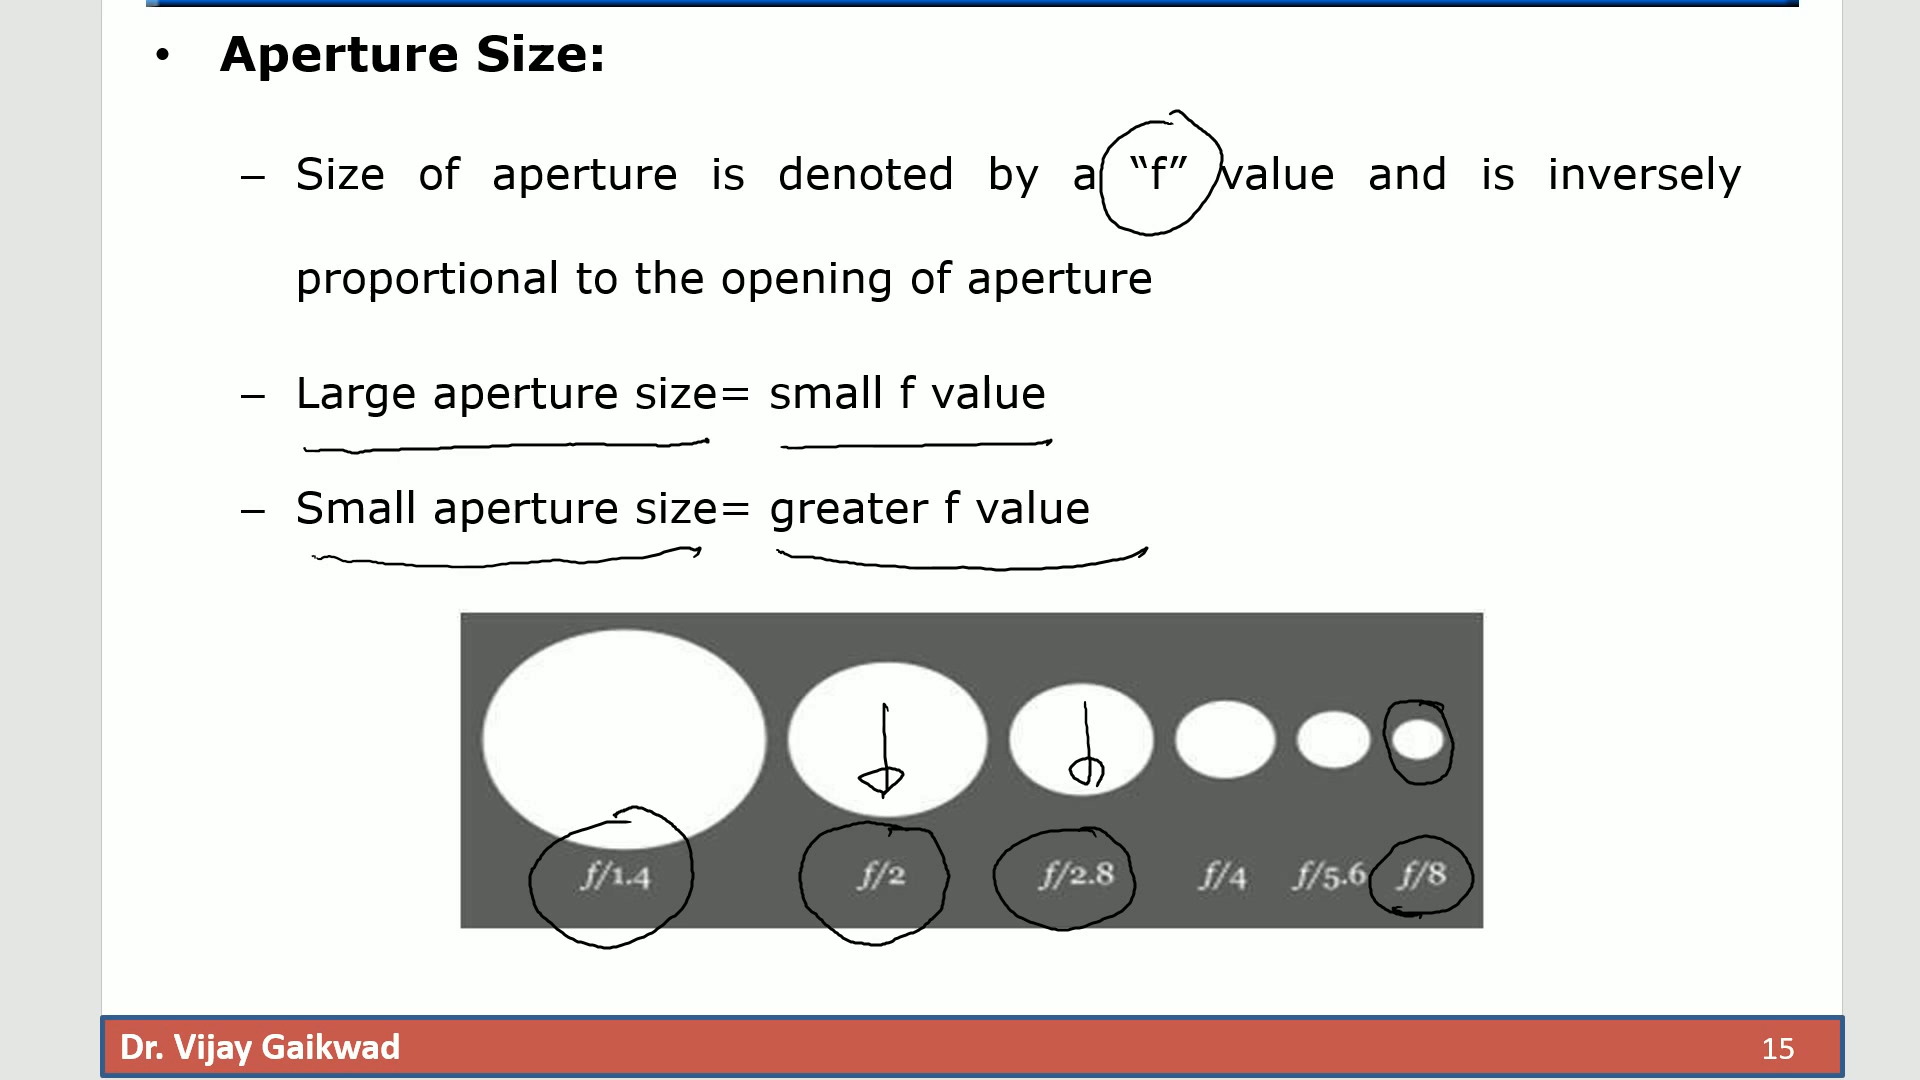 • Aperture Size:
– Size of aperture is denoted by a “f” value and is inversely
proportional to the opening of aperture
– Large aperture size= small f value
– Small aperture size= greater f value
f/1.4 f/2 f/2.8 f/4 f/5.6 f/8
Dr. Vijay Gaikwad 15